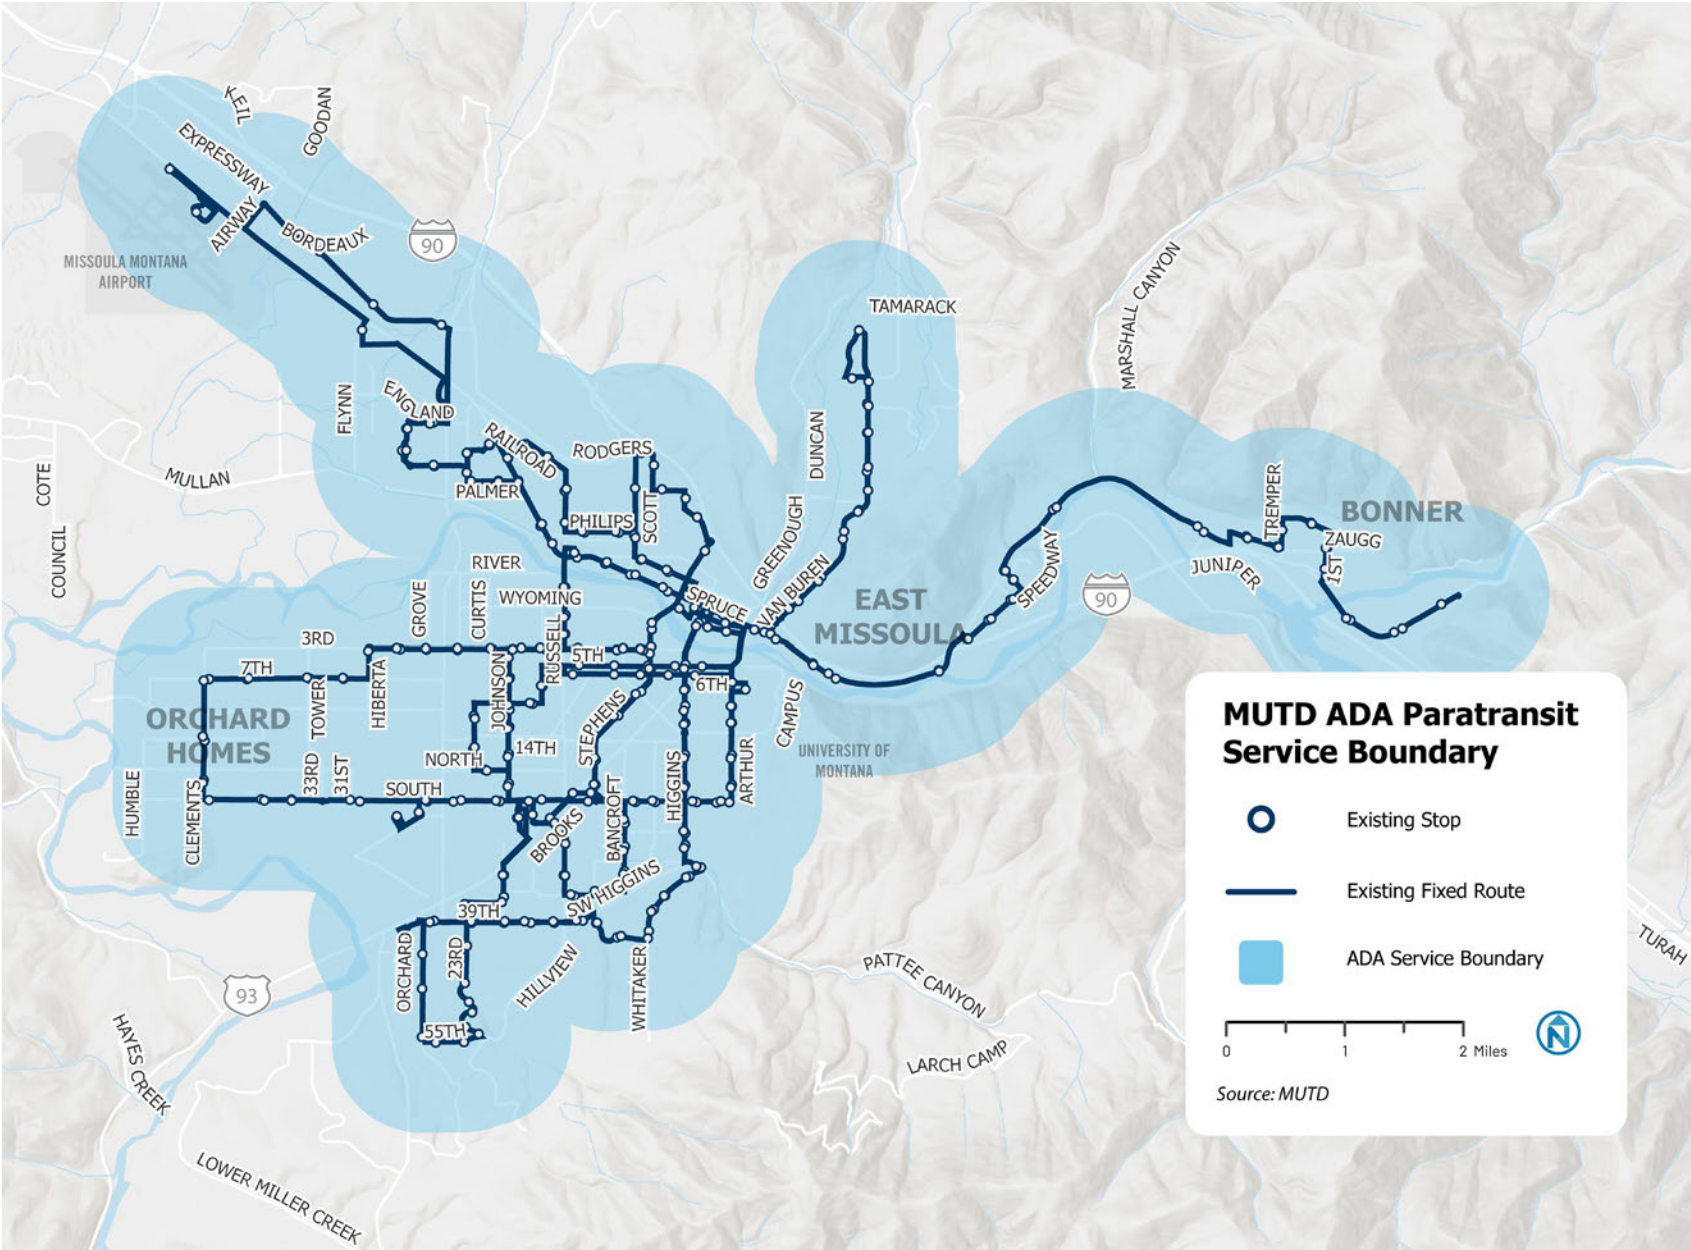 KEIL
GOODAN
EXPRESSWAY
AIRWAY
BORDEAUX
90
MISSOULA MONTANA
AIRPORT
TAMARACK
MARSHALL CANYON
FLYNN
ENGLAND
RAILROAD
RODGERS
DUNCAN
COTE
MULLAN
PALMER
SCOTT
PHILIPS
TREMPER
BONNER
ZAUGG
COUNCIL
RIVER
GREENOUGH
JUNIPER
1ST
GROVE
CURTIS
WYOMING
SPRUCE
VAN BUREN
EAST
MISSOULA
SPEEDWAY
90
3RD
RUSSELL
5TH
7TH
TOWER
HIBERTA
JOHNSON
6TH
CAMPUS
ORCHARD
HOMES
STEPHENS
14TH
NORTH
33RD
31ST
HUMBLE
CLEMENTS
SOUTH
BROOKS
BANCROFT
HIGGINS
ARTHUR
UNIVERSITY OF
MONTANA
SW HIGGINS
39TH
ORCHARD
23RD
HILLVIEW
WHITAKER
55TH
93
PATTEE CANYON
LARCH CAMP
HAYES CREEK
LOWER MILLER CREEK
TURAH
MUTD ADA Paratransit
Service Boundary
Existing Stop
Existing Fixed Route
ADA Service Boundary
0 1 2 Miles
N
Source: MUTD